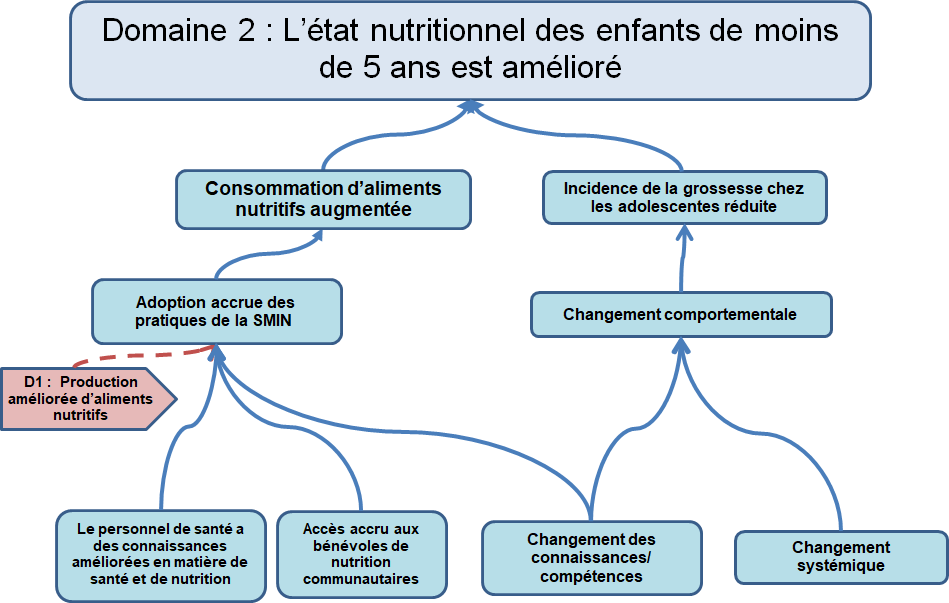 Domaine 2 : L’état nutritionnel des enfants de moins
de 5 ans est amélioré
Consommation d’aliments
nutritifs augmentée
Incidence de la grossesse chez
les adolescentes réduite
Adoption accrue des
pratiques de la SMIN
Changement comportementale
D1 : Production
améliorée d’aliments
nutritifs
Le personnel de santé a
des connaissances
améliorées en matière de
santé et de nutrition
Accès accru aux
bénévoles de
nutrition
communautaires
Changement des
connaissances/
compétences
Changement
systémique